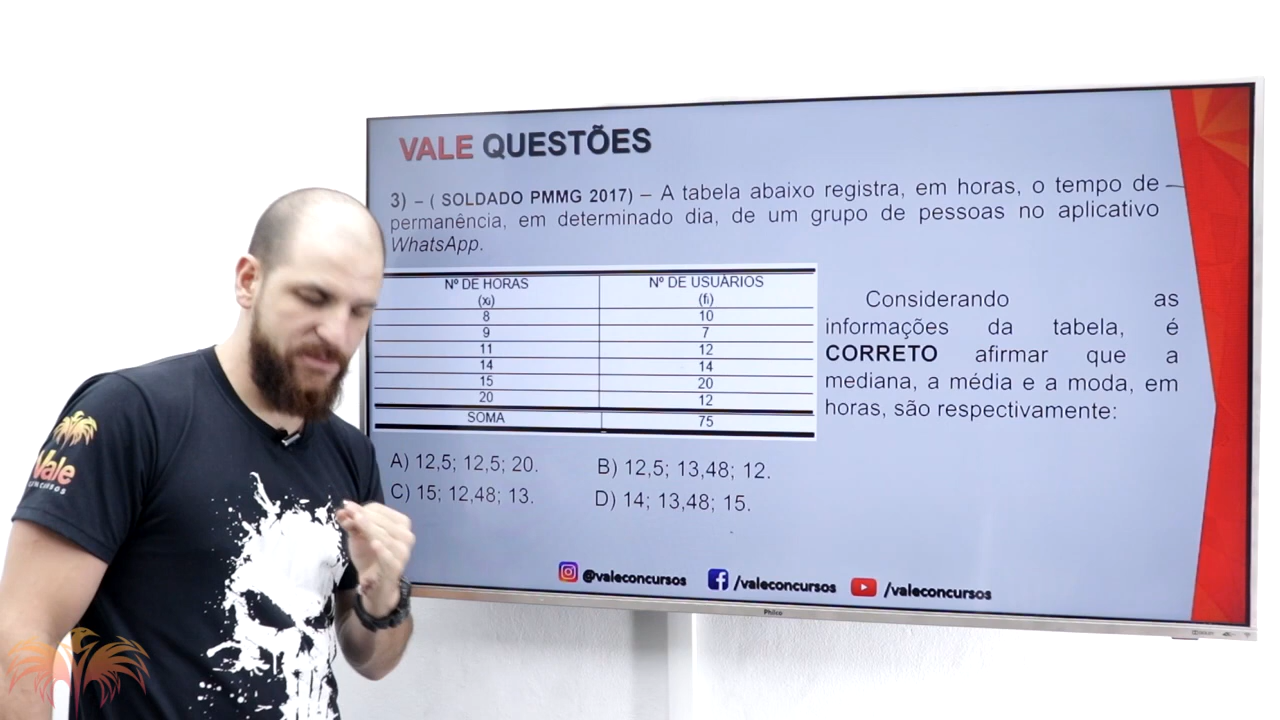 VALE QUESTÕES
3) – ( SOLDADO PMMG 2017) – A tabela abaixo registra, em horas, o tempo de
permanência, em determinado dia, de um grupo de pessoas no aplicativo
WhatsApp.
Nº DE HORAS Nº DE USUÁRIOS
(xi) (fi)
8 10
9 7
11 12
14 14
15 20
20 12
SOMA 75
Considerando as
informações da tabela, é
CORRETO afirmar que a
mediana, a média e a moda, em
horas, são respectivamente:
A) 12,5; 12,5; 20. B) 12,5; 13,48; 12.
C) 15; 12,48; 13. D) 14; 13,48; 15.
@valeconcursos /valeconcursos /valeconcursos
Philco
Vale